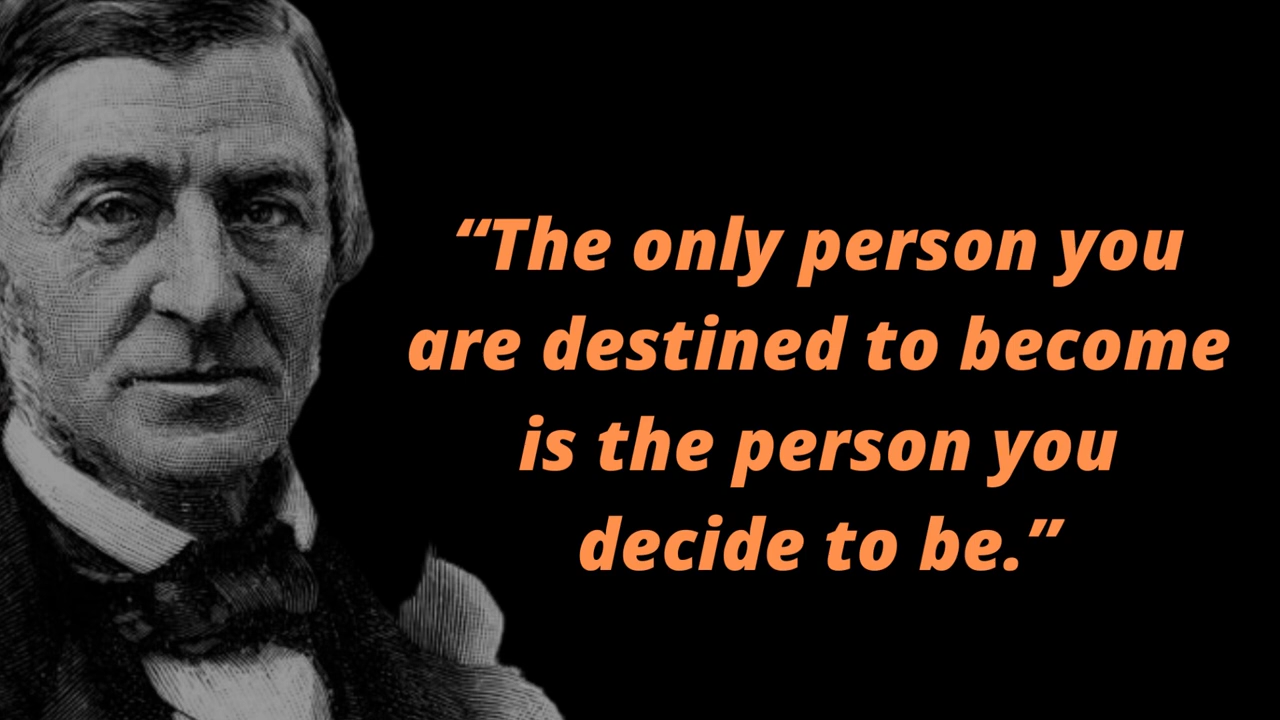 “The only person you
are destined to become
is the person you
decide to be.”